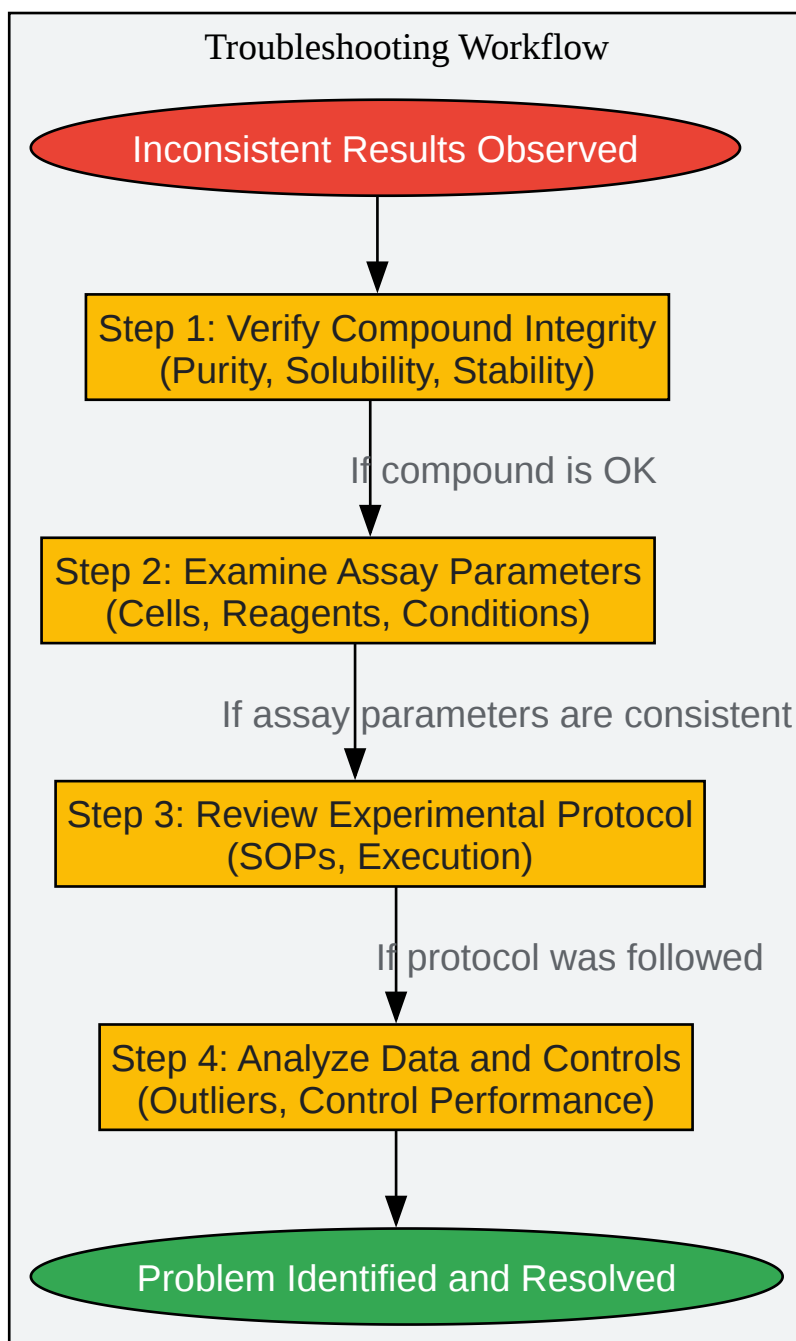 Troubleshooting Workflow
Inconsistent Results Observed
Step 1: Verify Compound Integrity
(Purity, Solubility, Stability)
If compound is OK
Step 2: Examine Assay Parameters
(Cells, Reagents, Conditions)
If assay parameters are consistent
Step 3: Review Experimental Protocol
(SOPs, Execution)
If protocol was followed
Step 4: Analyze Data and Controls
(Outliers, Control Performance)
Problem Identified and Resolved